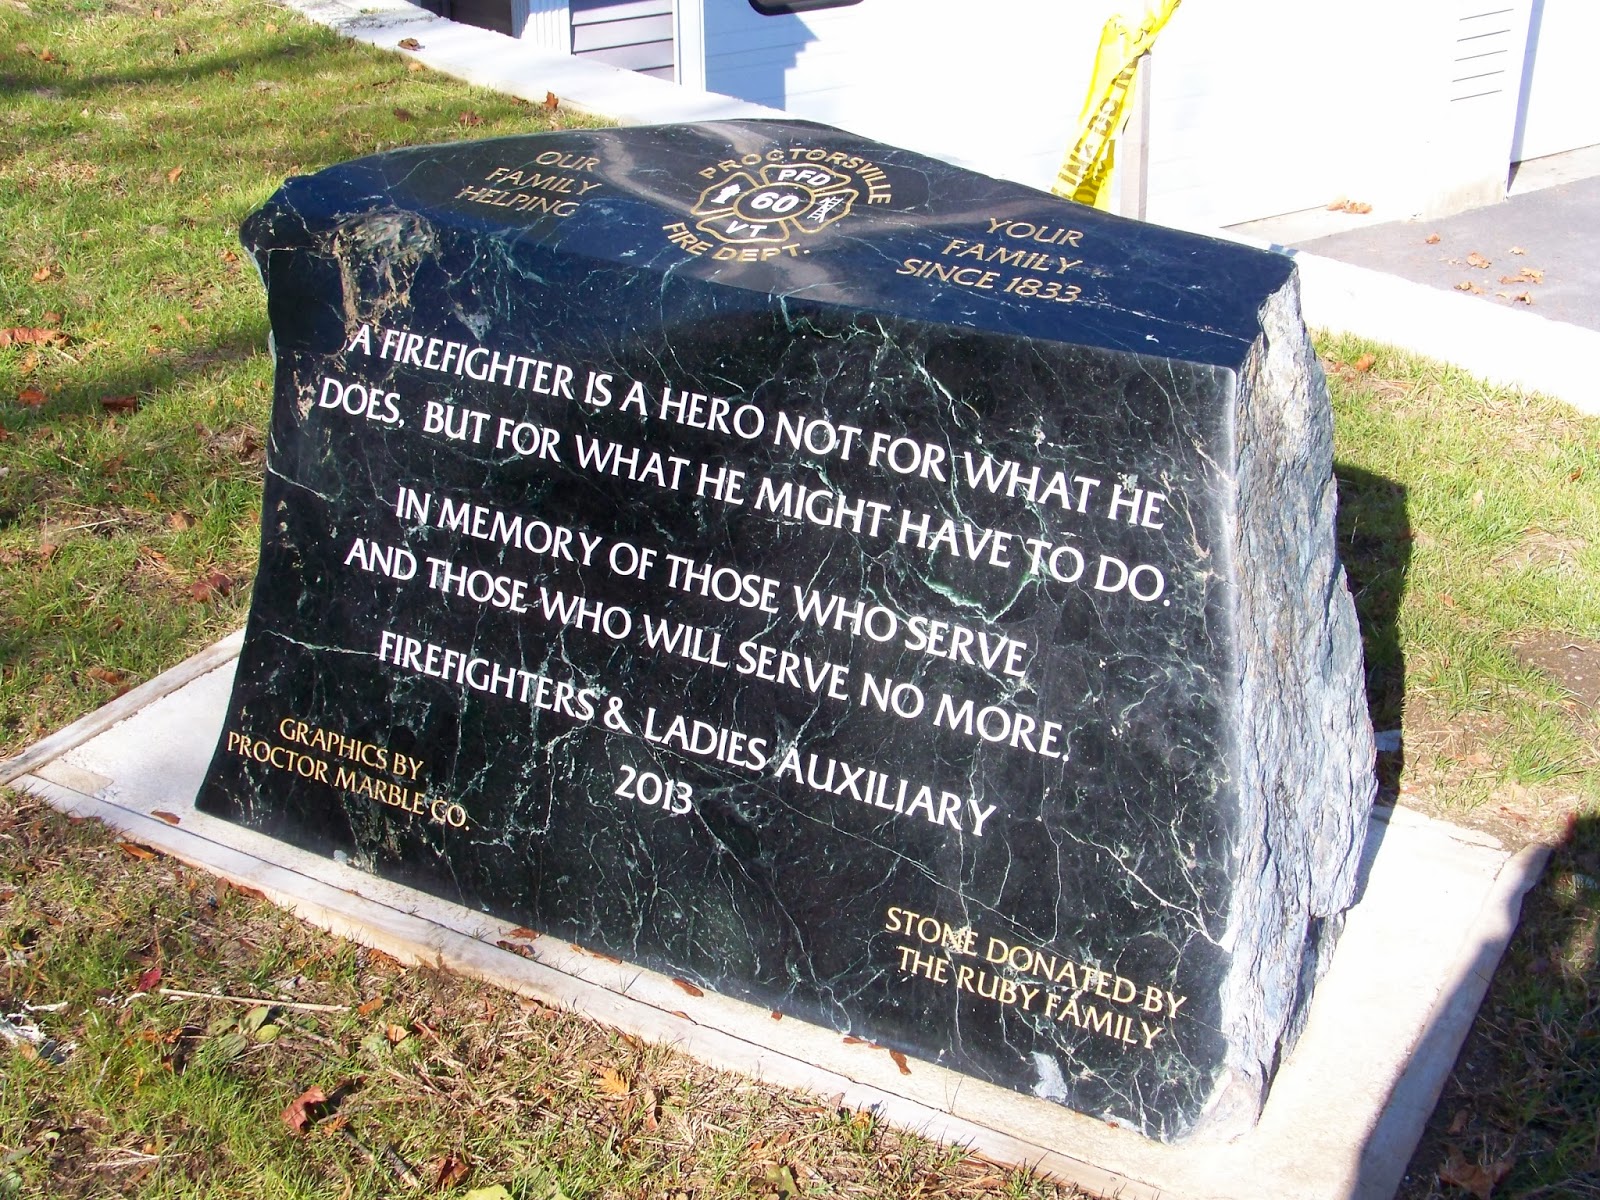 OUR
FAMILY
HELPING
PROCTORSVILLE
PFD
60
VT
FIRE DEPT.
YOUR
FAMILY
SINCE 1833
A FIREFIGHTER IS A HERO NOT FOR WHAT HE
DOES, BUT FOR WHAT HE MIGHT HAVE TO DO.
IN MEMORY OF THOSE WHO SERVE
AND THOSE WHO WILL SERVE NO MORE.
FIREFIGHTERS & LADIES AUXILIARY
2013
GRAPHICS BY
PROCTOR MARBLE CO.
STONE DONATED BY
THE RUBY FAMILY